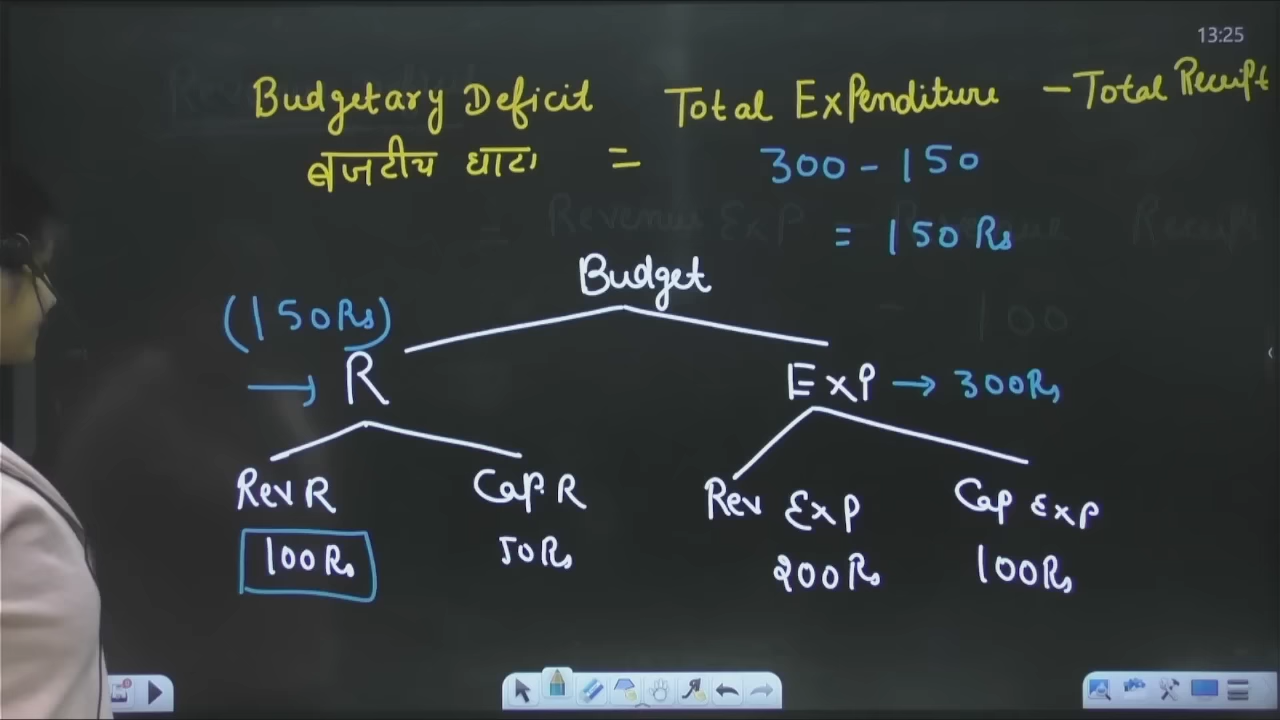 13:25
Budgetary Deficit Total Expenditure - Total Receipt
बजटीय घाटा = 300 - 150
= 150 Rs
Budget
(150Rs)
→ R
Exp → 300Rs
Rev R Cap R Rev Exp Cap Exp
100Rs 50Rs 200Rs 100Rs